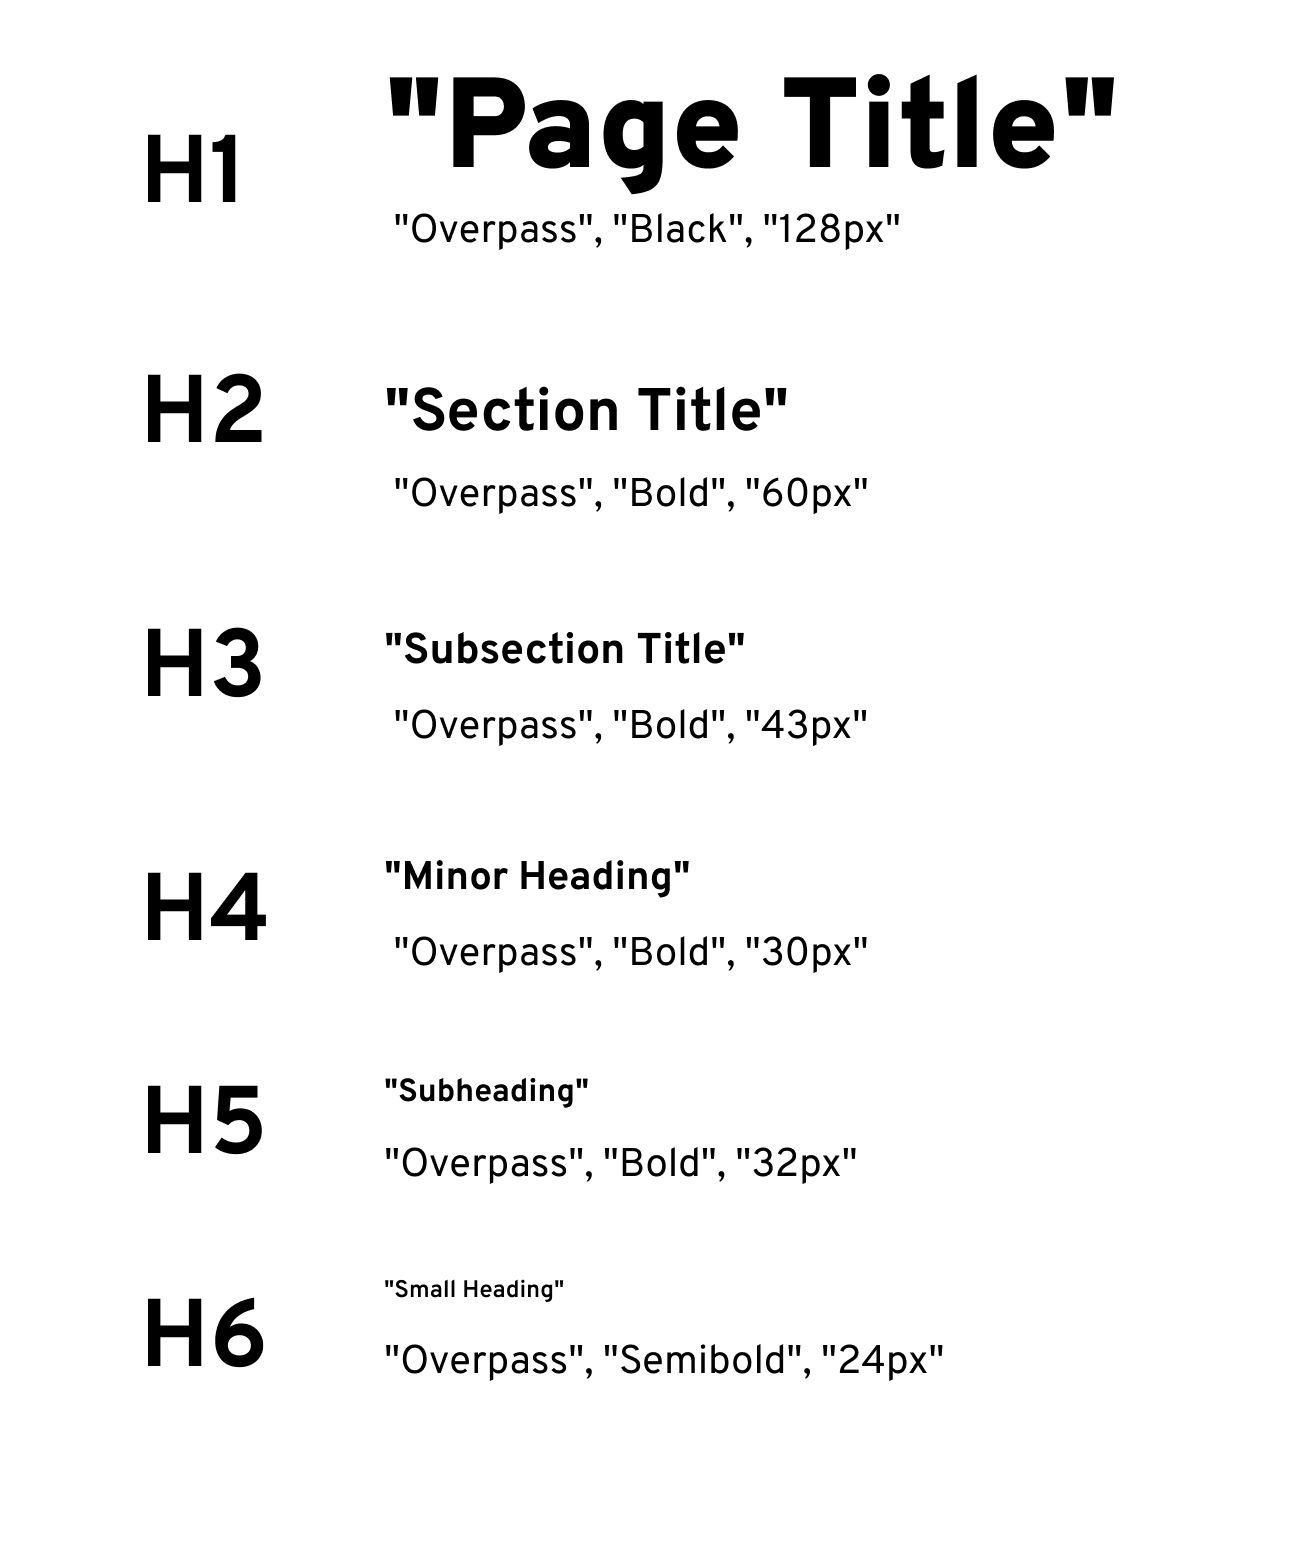 H1
"Page Title"
"Overpass", "Black", "128px"
H2
"Section Title"
"Overpass", "Bold", "60px"
H3
"Subsection Title"
"Overpass", "Bold", "43px"
H4
"Minor Heading"
"Overpass", "Bold", "30px"
H5
"Subheading"
"Overpass", "Bold", "32px"
H6
"Small Heading"
"Overpass", "Semibold", "24px"